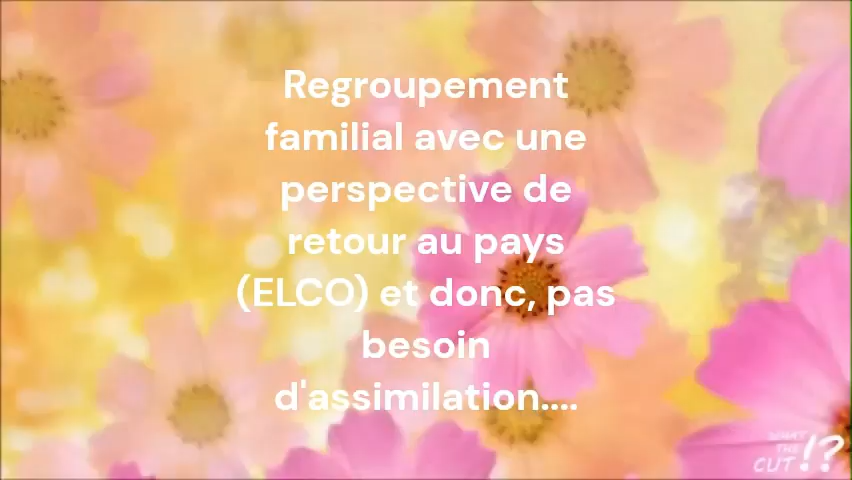 Regroupement
familial avec une
perspective de
retour au pays
(ELCO) et donc, pas
besoin
d'assimilation....
WHAT
THE
CUT !?